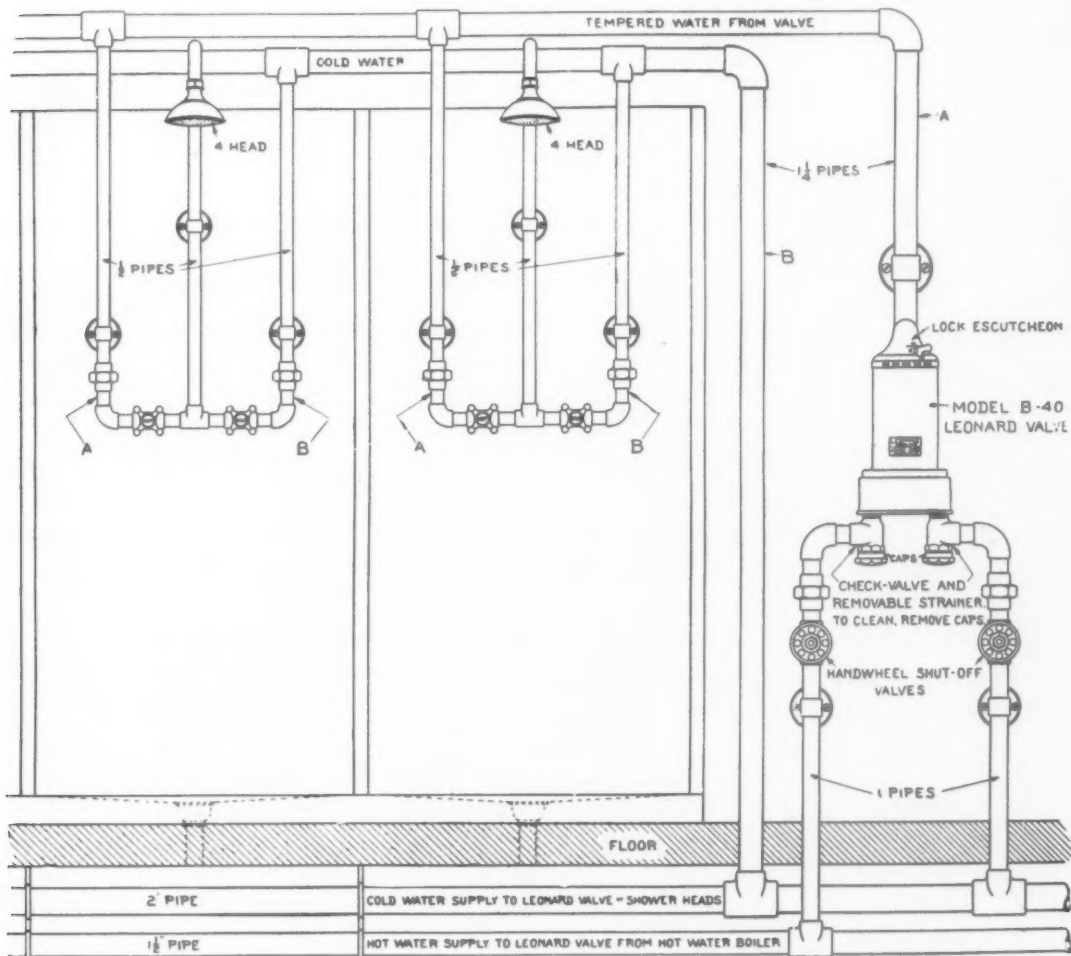 TEMPERED WATER FROM VALVE
COLD WATER
A
4 HEAD
4 HEAD
1¼ PIPES
B
½ PIPES
½ PIPES
LOCK ESCUTCHEON
MODEL B-40
LEONARD VALVE
A
B
A
B
CAPS
CHECK-VALVE AND
REMOVABLE STRAINER.
TO CLEAN, REMOVE CAPS.
HANDWHEEL SHUT-OFF
VALVES
1 PIPES
FLOOR
2" PIPE
COLD WATER SUPPLY TO LEONARD VALVE - SHOWER HEADS
1½" PIPE
HOT WATER SUPPLY TO LEONARD VALVE FROM HOT WATER BOILER